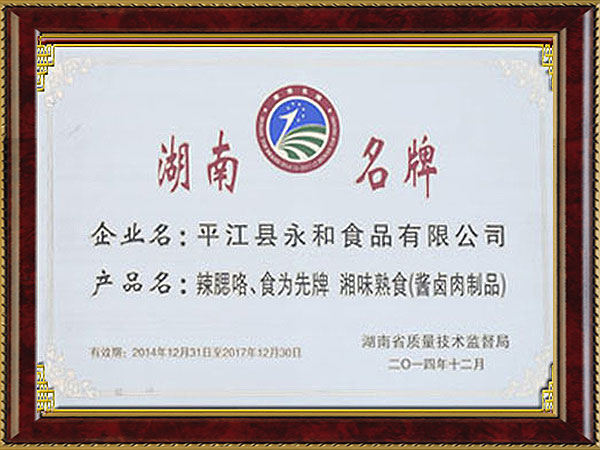 湖南名牌
企业名：平江县永和食品有限公司
产品名：辣腮咯、食为先牌 湘味熟食(酱卤肉制品)
有效期：2014年12月31日至2017年12月30日
湖南省质量技术监督局
二〇一四年十二月